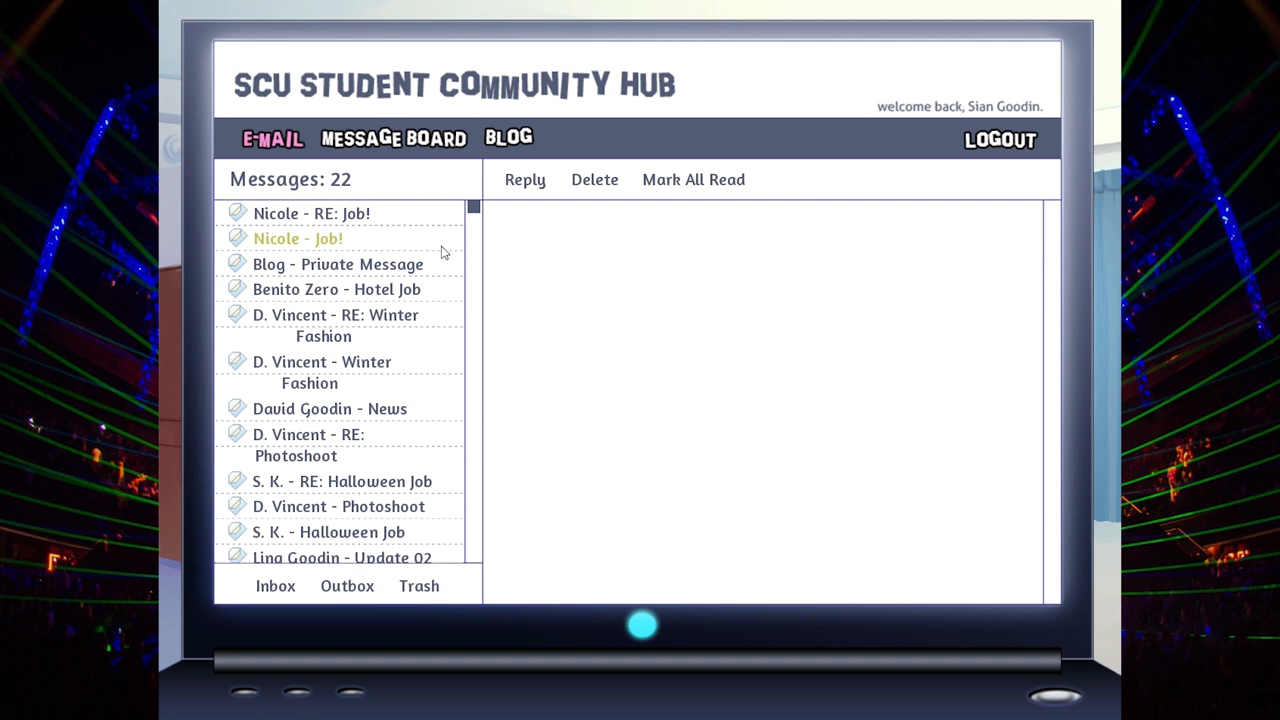 SCU STUDENT COMMUNITY HUB
welcome back, Sian Goodin.
E-MAIL MESSAGE BOARD BLOG LOGOUT
Messages: 22
Reply Delete Mark All Read
Nicole - RE: Job!
Nicole - Job!
Blog - Private Message
Benito Zero - Hotel Job
D. Vincent - RE: Winter
Fashion
D. Vincent - Winter
Fashion
David Goodin - News
D. Vincent - RE:
Photoshoot
S. K. - RE: Halloween Job
D. Vincent - Photoshoot
S. K. - Halloween Job
Lina Goodin - Update 02
Inbox Outbox Trash